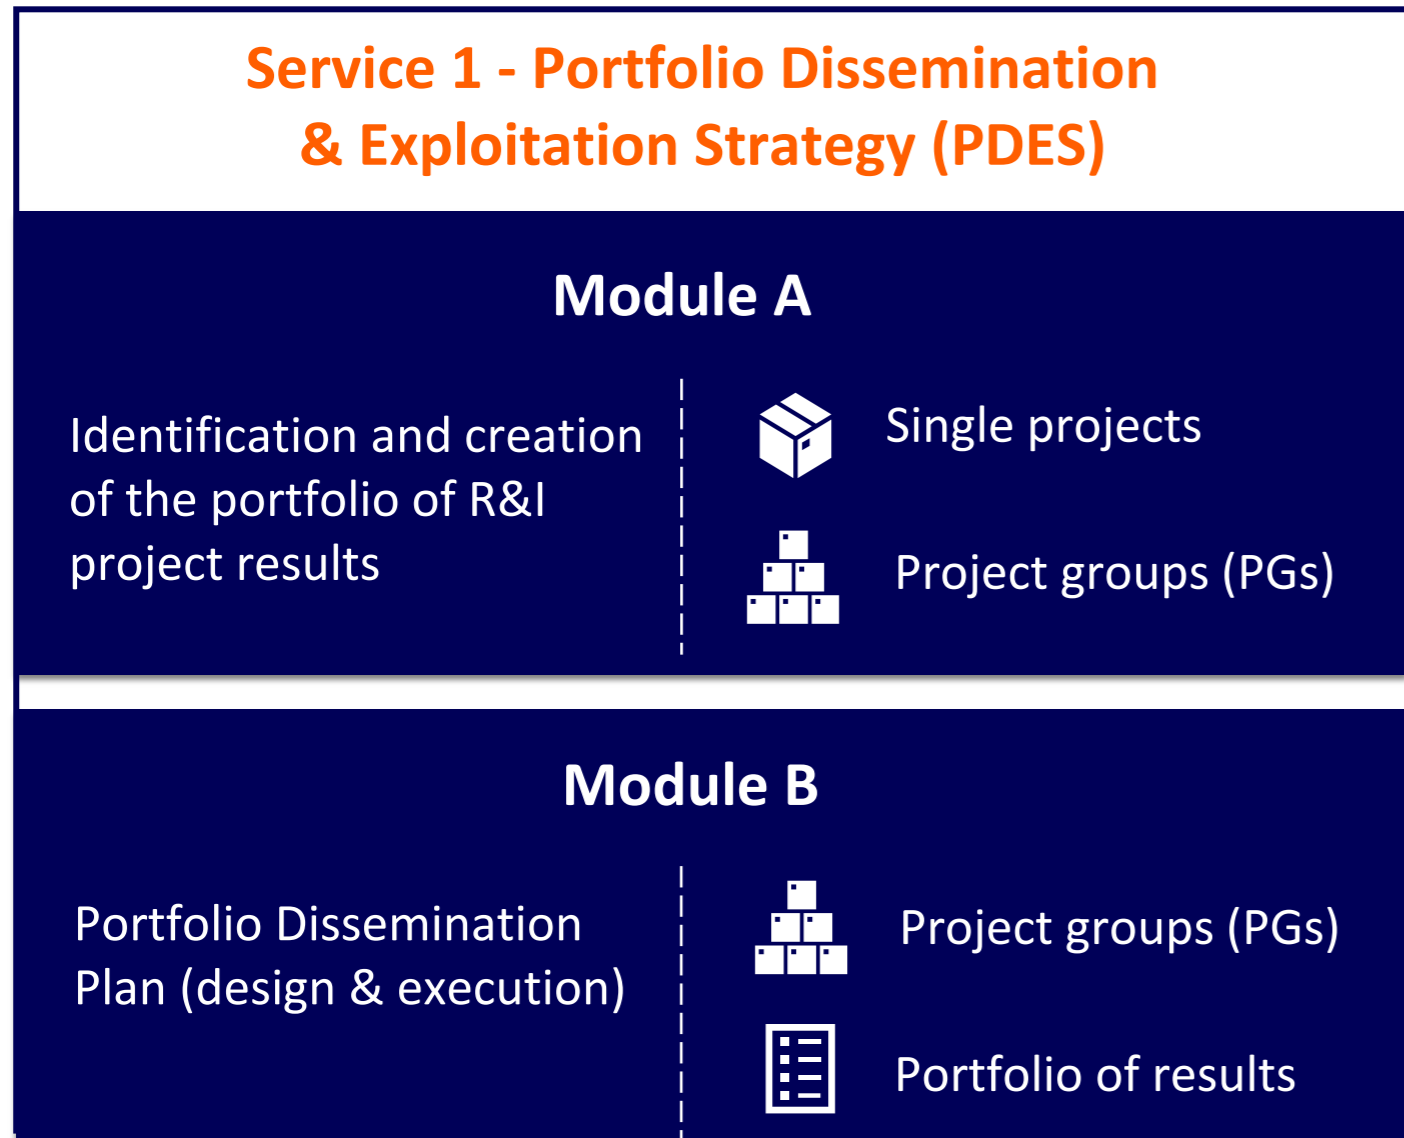 Service 1 - Portfolio Dissemination
& Exploitation Strategy (PDES)
Module A
Identification and creation
of the portfolio of R&I
project results
Single projects
Project groups (PGs)
Module B
Portfolio Dissemination
Plan (design & execution)
Project groups (PGs)
Portfolio of results